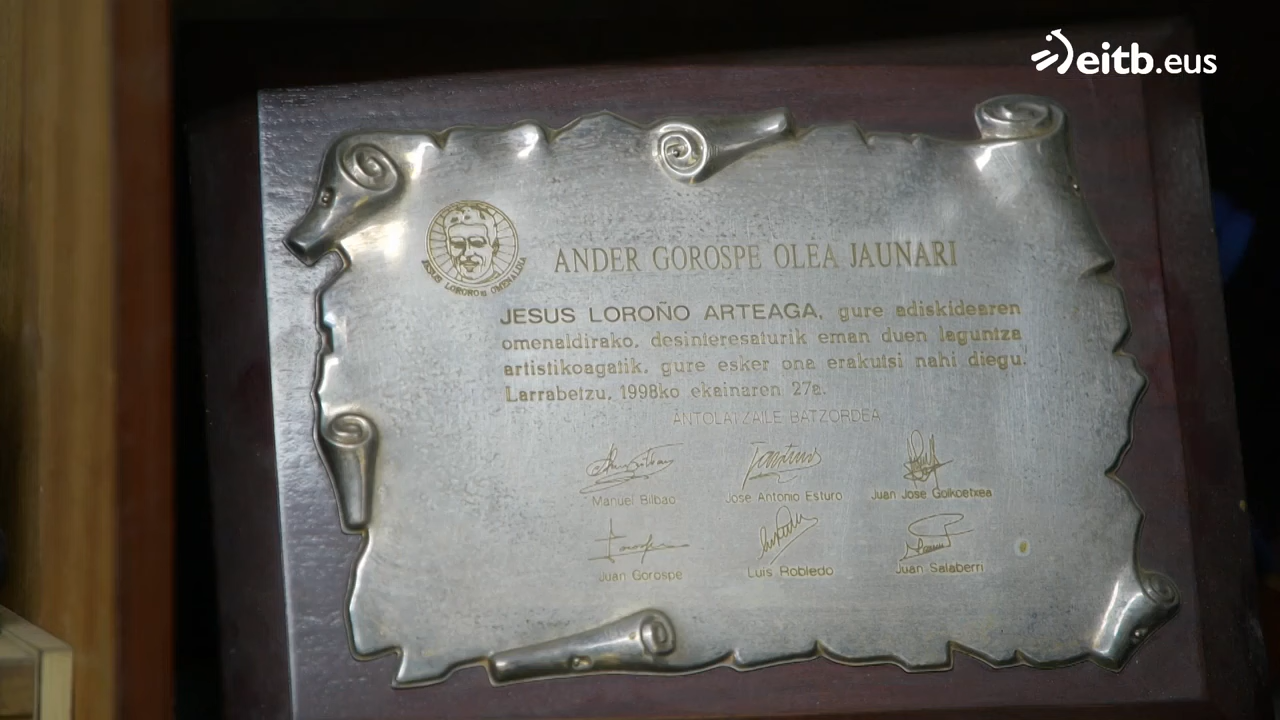 eitb.eus
JESUS LOROÑOri OMENALDIA
ANDER GOROSPE OLEA JAUNARI
JESUS LOROÑO ARTEAGA, gure adiskidearen
omenaldirako, desinteresaturik eman duen laguntza
artistikoagatik, gure esker ona erakutsi nahi diegu.
Larrabetzu, 1998ko ekainaren 27a.
ANTOLATZAILE BATZORDEA
Manuel Bilbao Jose Antonio Esturo Juan Jose Goikoetxea
Juan Gorospe Luis Robledo Juan Salaberri